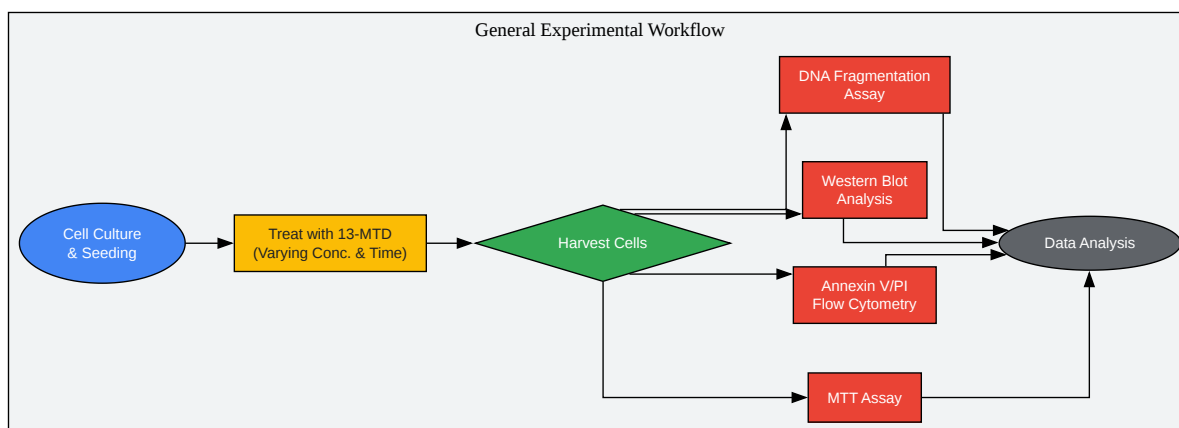 General Experimental Workflow
Cell Culture
& Seeding
Treat with 13-MTD
(Varying Conc. & Time)
Harvest Cells
DNA Fragmentation
Assay
Western Blot
Analysis
Annexin V/PI
Flow Cytometry
MTT Assay
Data Analysis